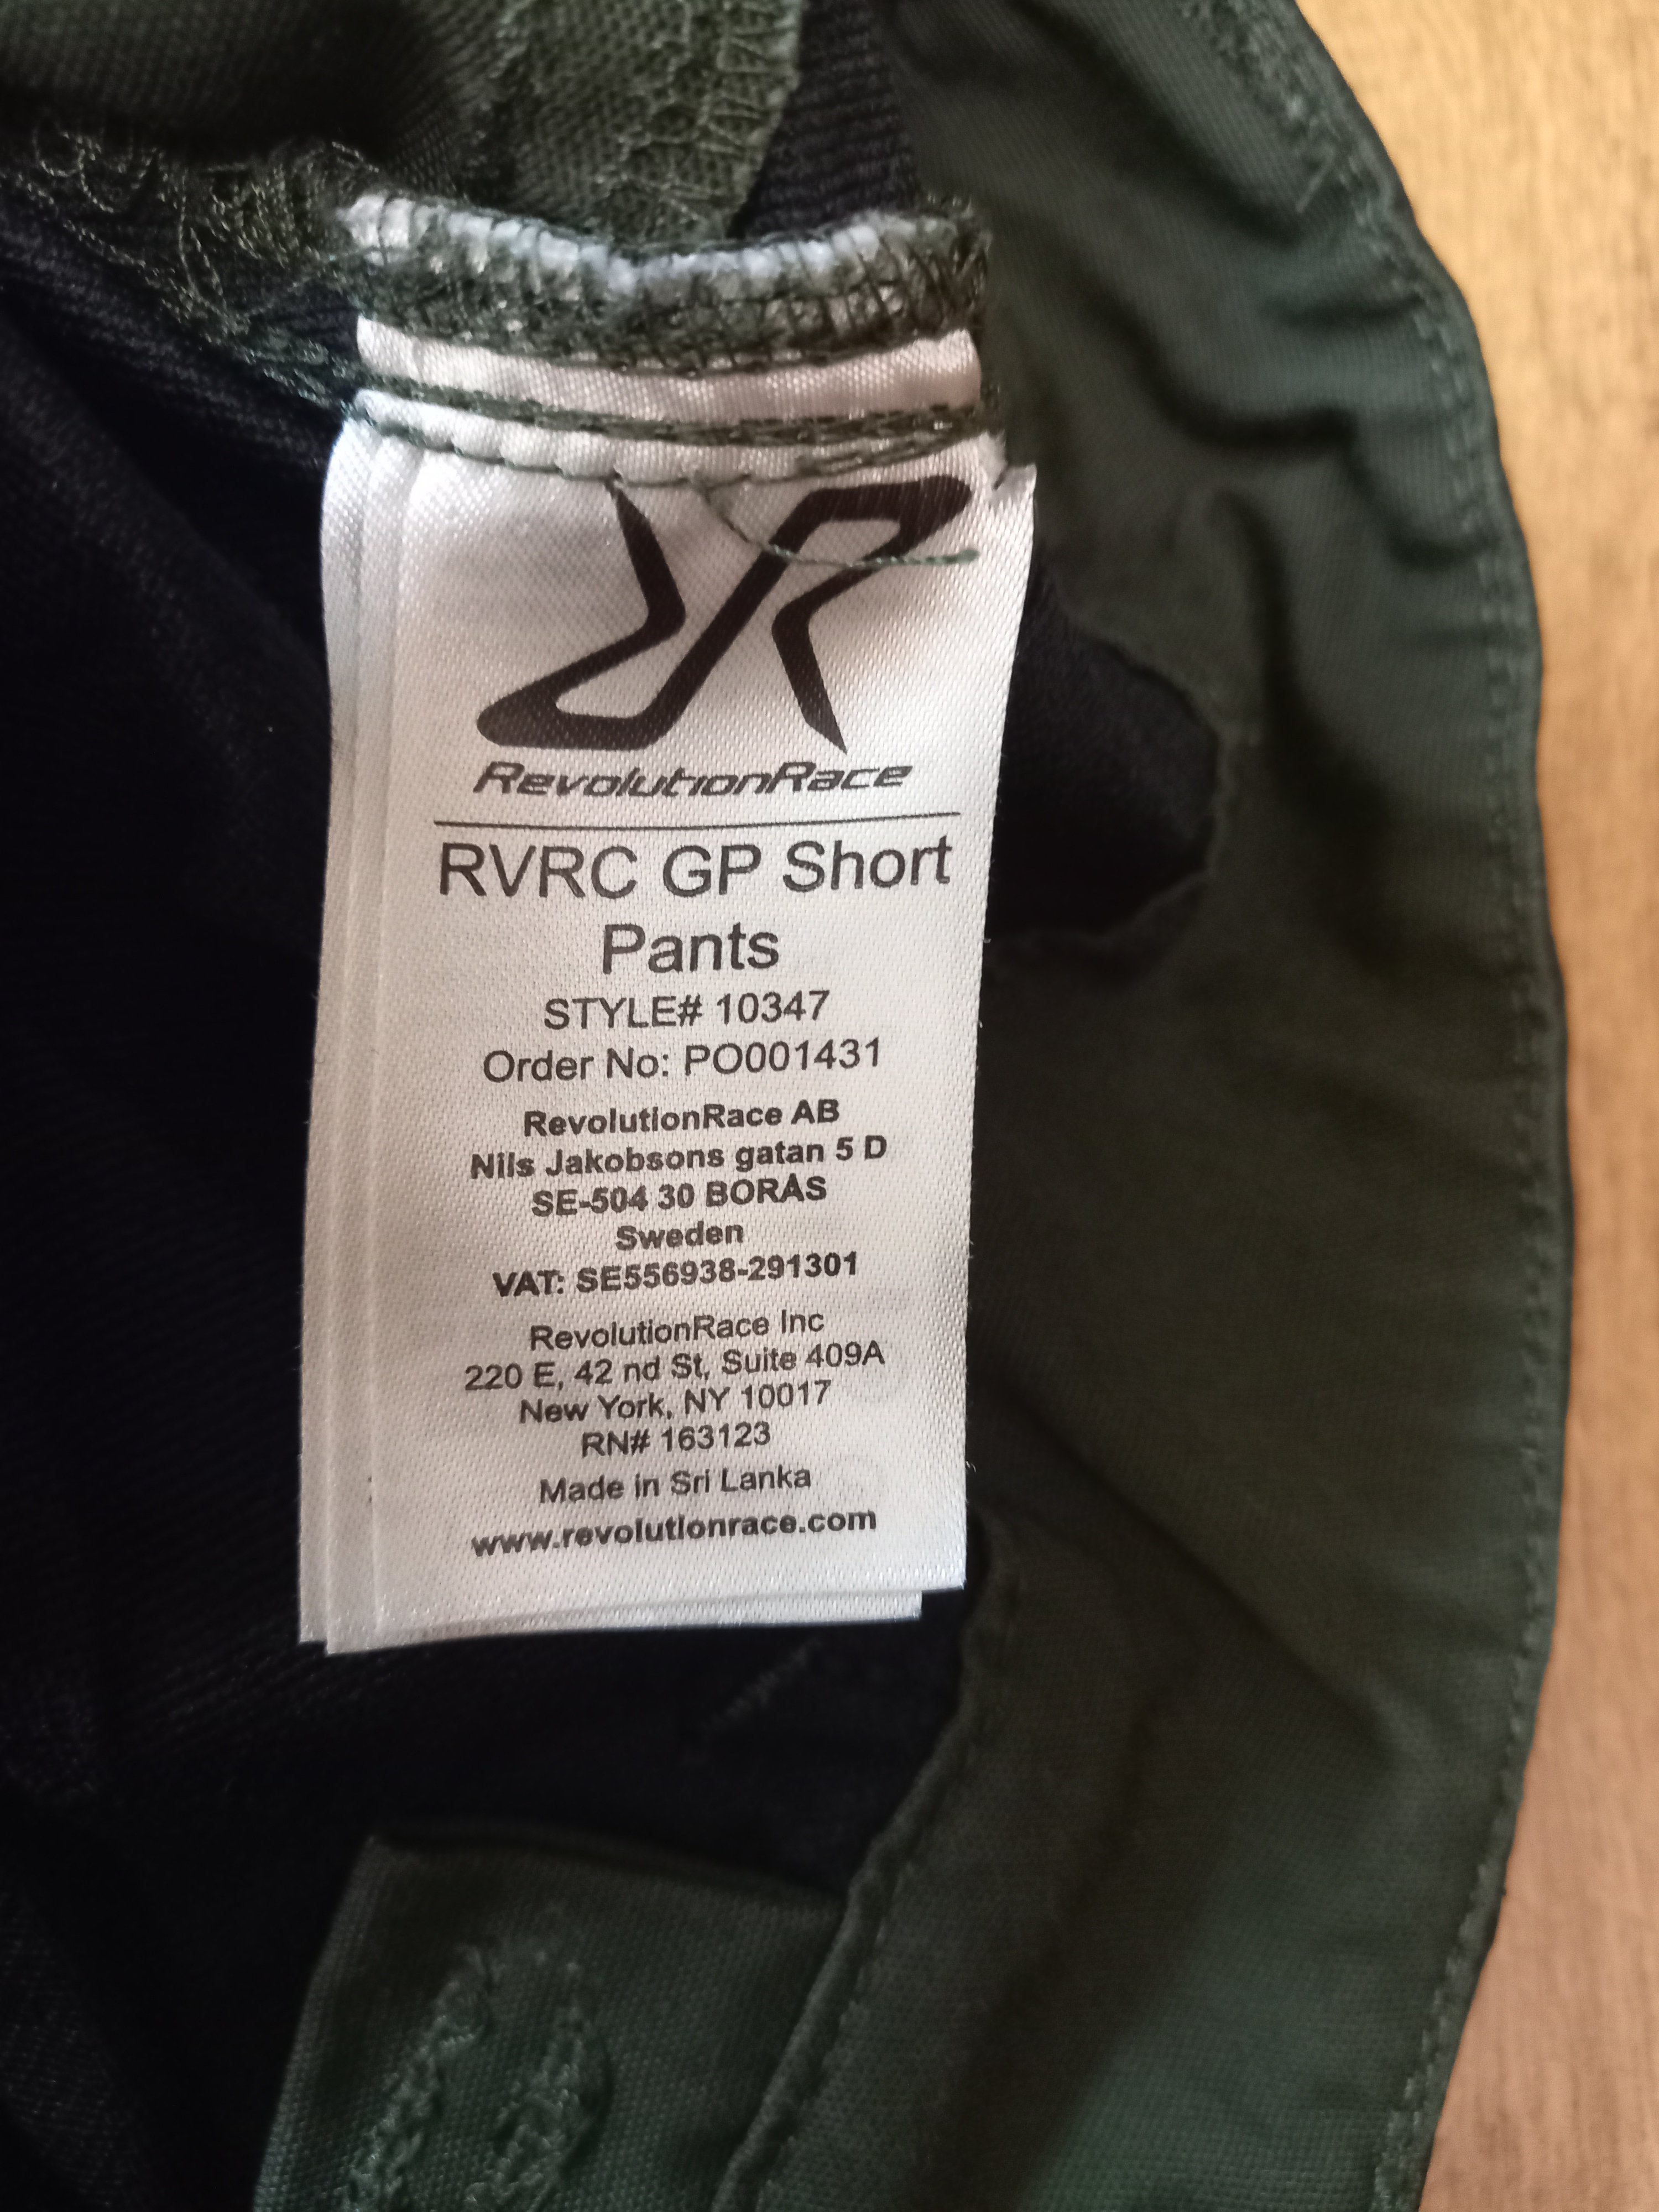 RevolutionRace
RVRC GP Short
Pants
STYLE# 10347
Order No: PO001431
RevolutionRace AB
Nils Jakobsons gatan 5 D
SE-504 30 BORÅS
Sweden
VAT: SE556938-291301
RevolutionRace Inc
220 E, 42 nd St, Suite 409A
New York, NY 10017
RN# 163123
Made in Sri Lanka
www.revolutionrace.com